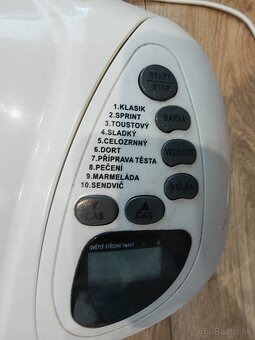 START
STOP
1.KLASIK
2.SPRINT
3.TOUSTOVÝ
4.SLADKÝ
5.CELOZRNNÝ
6.DORT
7.PŘÍPRAVA TĚSTA
8.PEČENÍ
9.MARMELÁDA
10.SENDVIČ
BARVA
VELIKOST
VOLBA
ČAS
ČAS
SVĚTLÝ STŘEDNÍ TMAVÝ